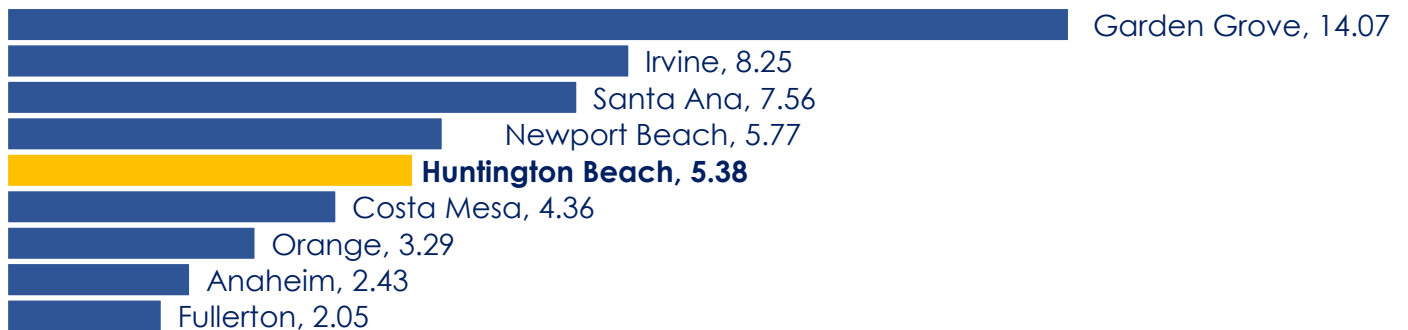 Garden Grove, 14.07
Irvine, 8.25
Santa Ana, 7.56
Newport Beach, 5.77
Huntington Beach, 5.38
Costa Mesa, 4.36
Orange, 3.29
Anaheim, 2.43
Fullerton, 2.05